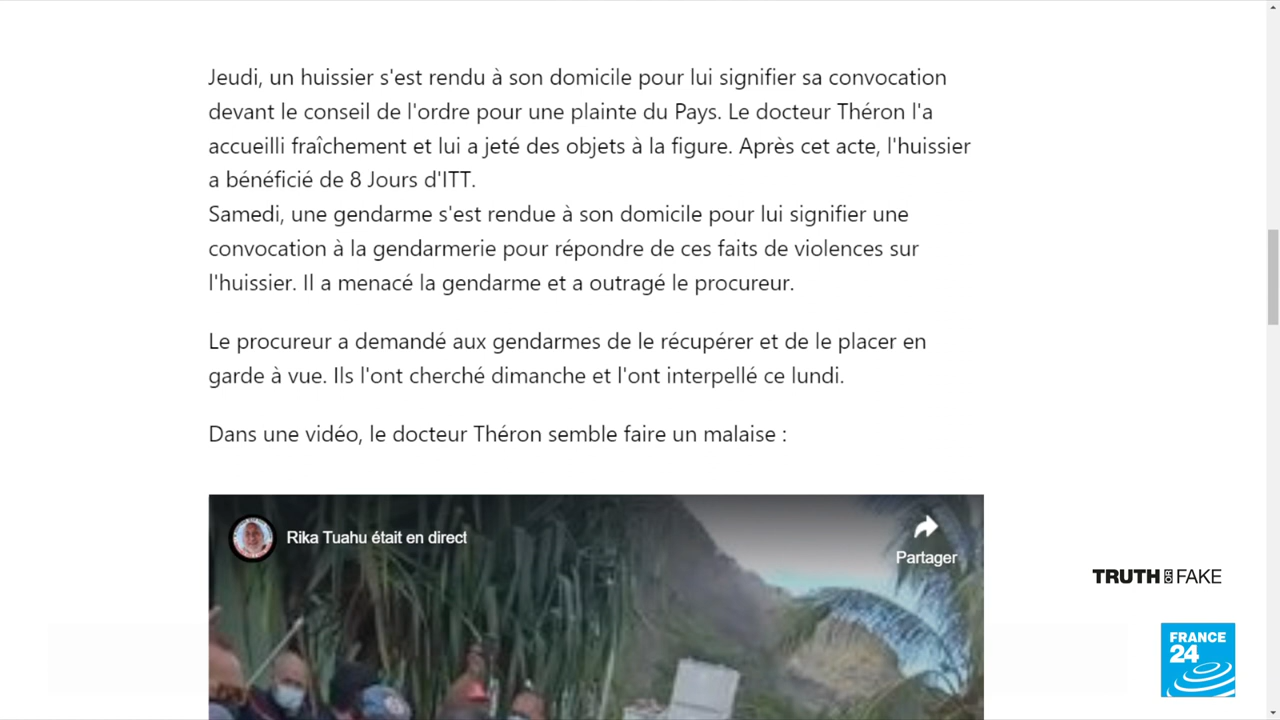 Jeudi, un huissier s'est rendu à son domicile pour lui signifier sa convocation
devant le conseil de l'ordre pour une plainte du Pays. Le docteur Théron l'a
accueilli fraîchement et lui a jeté des objets à la figure. Après cet acte, l'huissier
a bénéficié de 8 Jours d'ITT.
Samedi, une gendarme s'est rendue à son domicile pour lui signifier une
convocation à la gendarmerie pour répondre de ces faits de violences sur
l'huissier. Il a menacé la gendarme et a outragé le procureur.
Le procureur a demandé aux gendarmes de le récupérer et de le placer en
garde à vue. Ils l'ont cherché dimanche et l'ont interpellé ce lundi.
Dans une vidéo, le docteur Théron semble faire un malaise :
Rika Tuahu était en direct
Partager
TRUTH OR FAKE
FRANCE
24